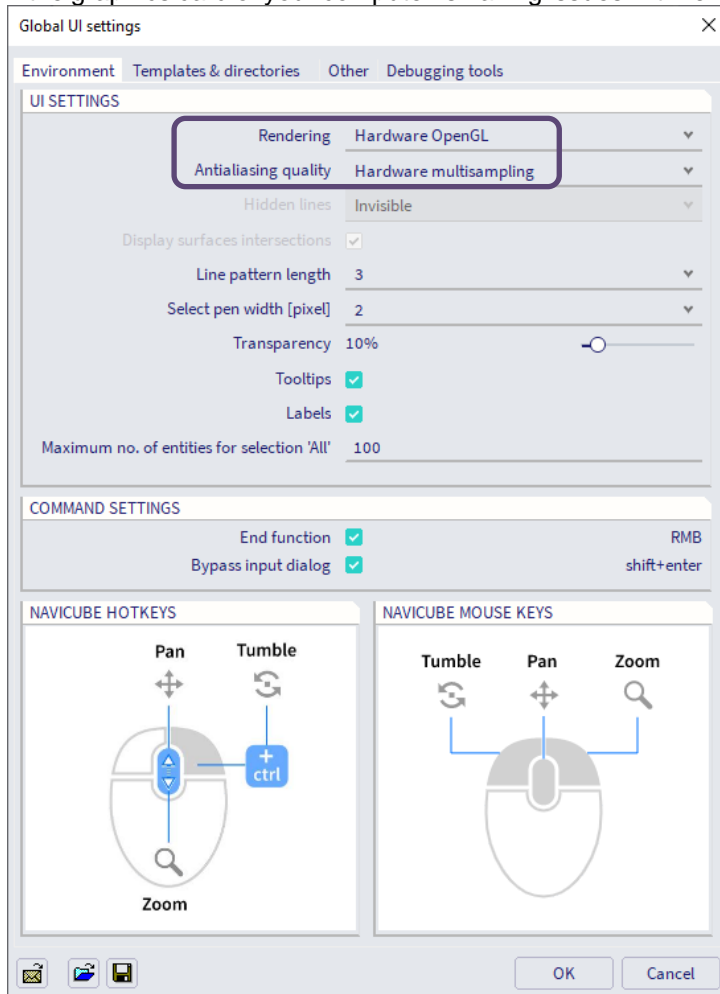 Global UI settings
Environment Templates & directories Other Debugging tools
UI SETTINGS
Rendering Hardware OpenGL
Antialiasing quality Hardware multisampling
Hidden lines Invisible
Display surfaces intersections
Line pattern length 3
Select pen width [pixel] 2
Transparency 10%
Tooltips
Labels
Maximum no. of entities for selection 'All' 100
COMMAND SETTINGS
End function RMB
Bypass input dialog shift+enter
NAVICUBE HOTKEYS
Pan Tumble
+
ctrl
Zoom
NAVICUBE MOUSE KEYS
Tumble Pan Zoom
OK Cancel